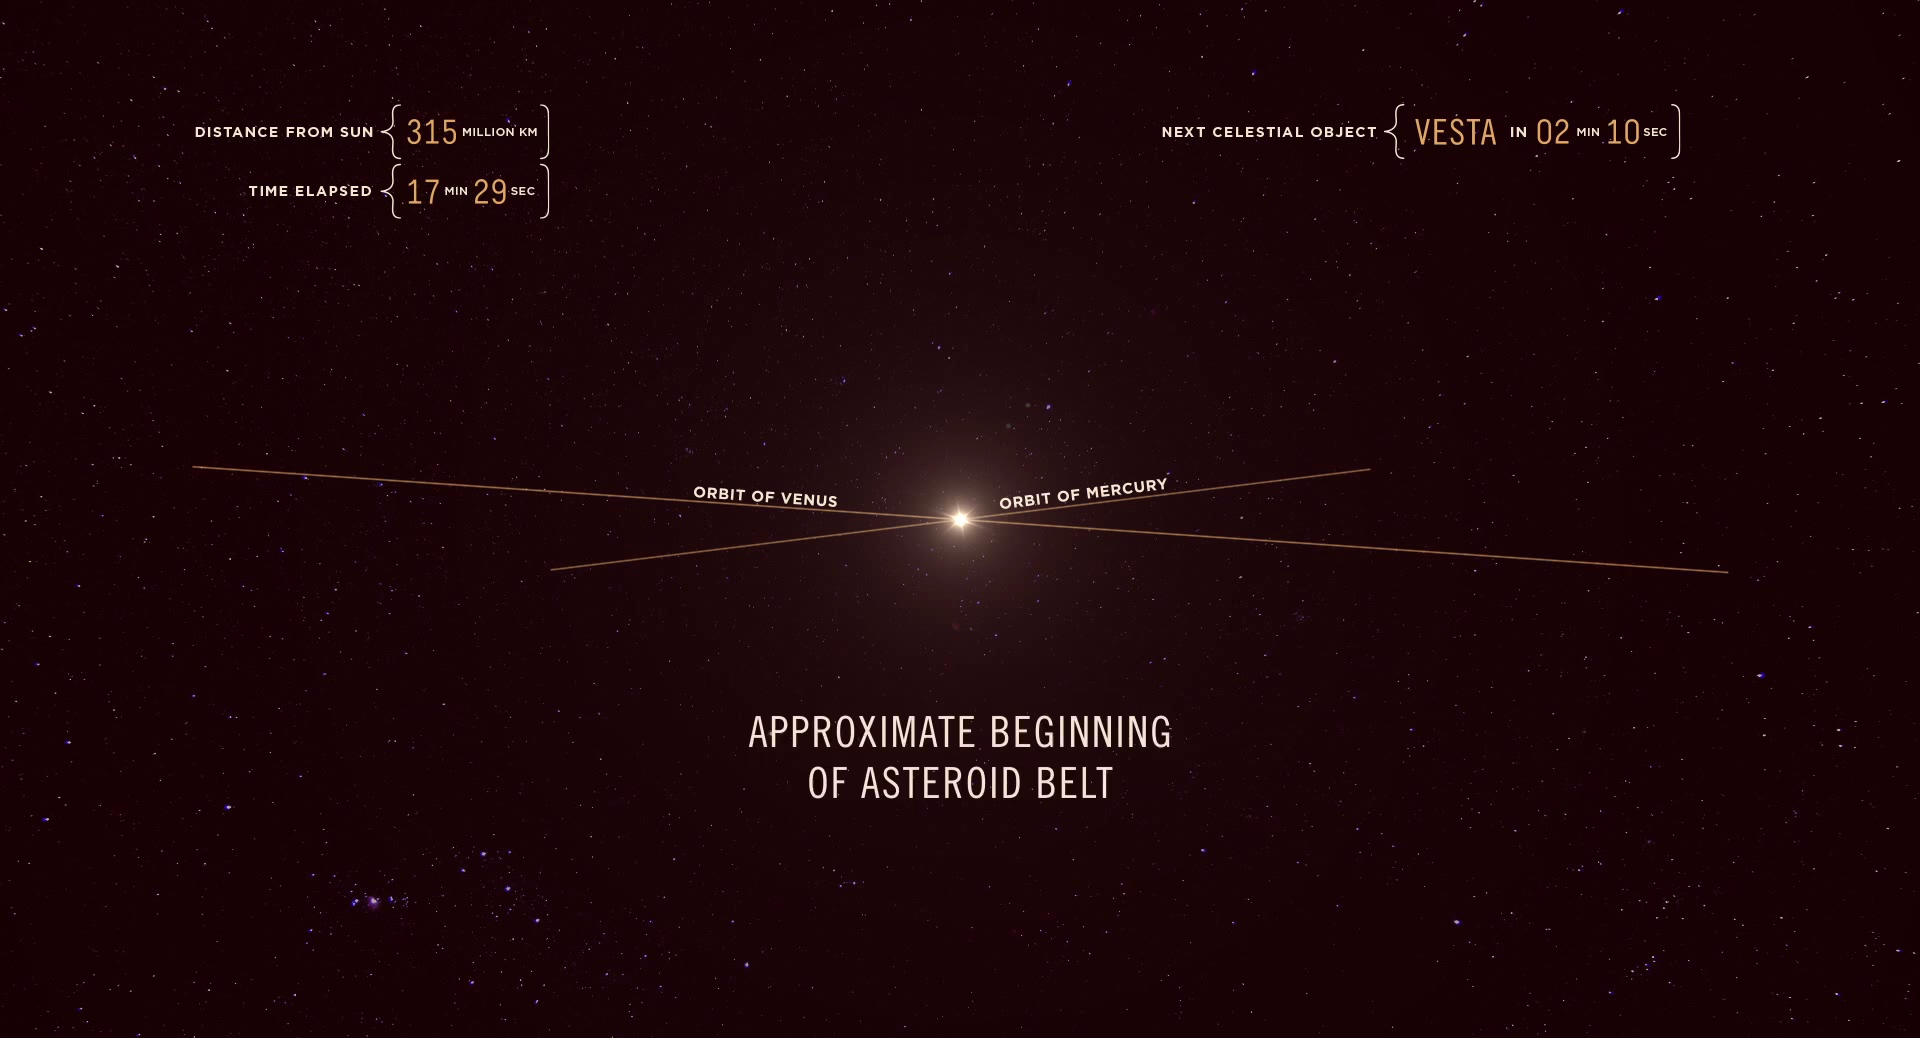 DISTANCE FROM SUN 315 MILLION KM
TIME ELAPSED 17 MIN 29 SEC
NEXT CELESTIAL OBJECT VESTA IN 02 MIN 10 SEC
ORBIT OF VENUS
ORBIT OF MERCURY
APPROXIMATE BEGINNING
OF ASTEROID BELT